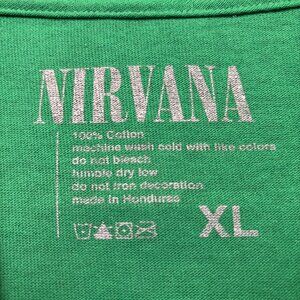 NIRVANA
100% Cotton
machine wash cold with like colors
do not bleach
tumble dry low
do not iron decoration
made in Honduras
XL